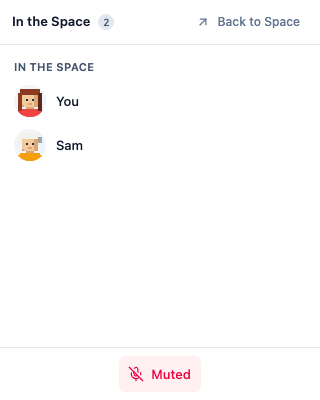 In the Space 2
Back to Space
IN THE SPACE
You
Sam
Muted